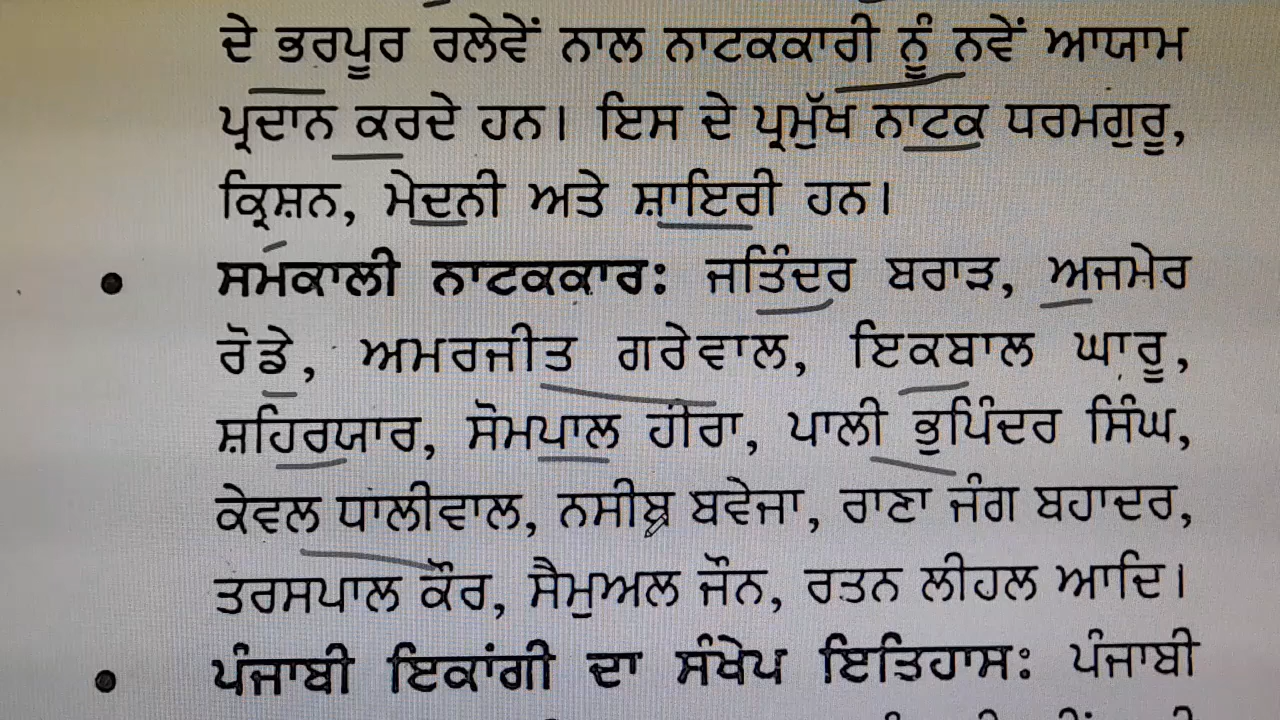 ਦੇ ਭਰਪੂਰ ਰਲੇਵੇਂ ਨਾਲ ਨਾਟਕਕਾਰੀ ਨੂੰ ਨਵੇਂ ਆਯਾਮ
ਪ੍ਰਦਾਨ ਕਰਦੇ ਹਨ। ਇਸ ਦੇ ਪ੍ਰਮੁੱਖ ਨਾਟਕ ਧਰਮਗੁਰੂ,
ਕ੍ਰਿਸ਼ਨ, ਮੇਦਨੀ ਅਤੇ ਸ਼ਾਇਰੀ ਹਨ।
• ਸਮਕਾਲੀ ਨਾਟਕਕਾਰ: ਜਤਿੰਦਰ ਬਰਾੜ, ਅਜਮੇਰ
ਰੋਡੇ, ਅਮਰਜੀਤ ਗਰੇਵਾਲ, ਇਕਬਾਲ ਘਾਰੂ,
ਸ਼ਹਿਰਯਾਰ, ਸੋਮਪਾਲ ਹੀਰਾ, ਪਾਲੀ ਭੁਪਿੰਦਰ ਸਿੰਘ,
ਕੇਵਲ ਧਾਲੀਵਾਲ, ਨਸੀਬ ਬਵੇਜਾ, ਰਾਣਾ ਜੰਗ ਬਹਾਦਰ,
ਤਰਸਪਾਲ ਕੌਰ, ਸੈਮੁਅਲ ਜੌਨ, ਰਤਨ ਲੀਹਲ ਆਦਿ।
• ਪੰਜਾਬੀ ਇਕਾਂਗੀ ਦਾ ਸੰਖੇਪ ਇਤਿਹਾਸ: ਪੰਜਾਬੀ